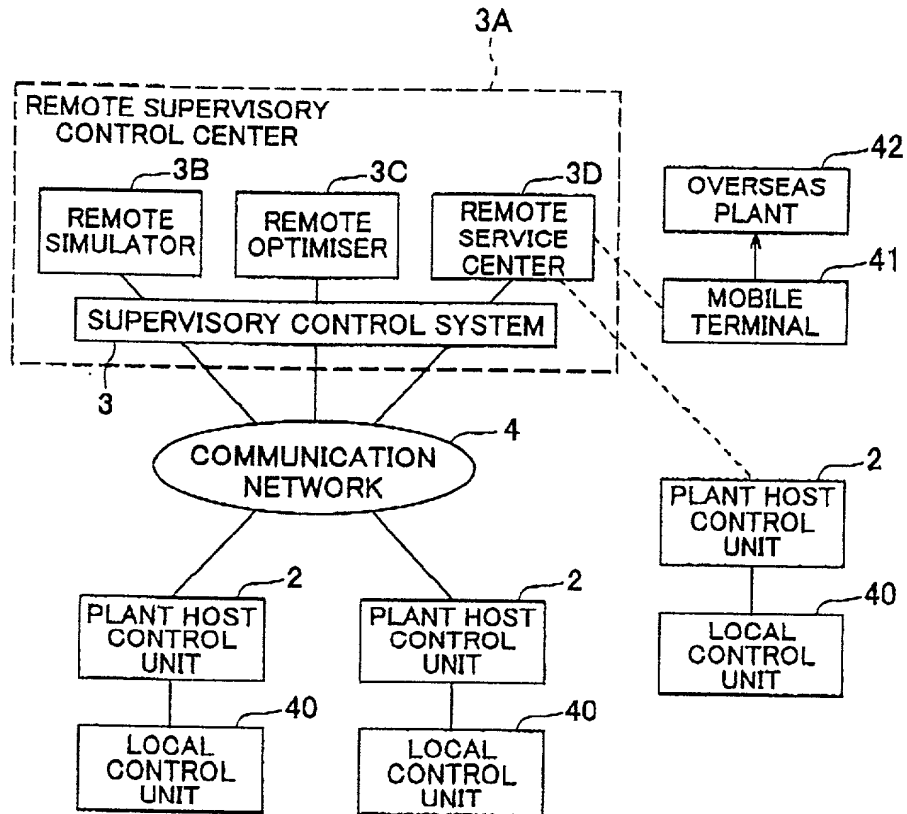 3A
REMOTE SUPERVISORY
CONTROL CENTER
3B
REMOTE
SIMULATOR
3C
REMOTE
OPTIMISER
3D
REMOTE
SERVICE
CENTER
SUPERVISORY CONTROL SYSTEM
3
42
OVERSEAS
PLANT
41
MOBILE
TERMINAL
4
COMMUNICATION
NETWORK
2
PLANT HOST
CONTROL
UNIT
40
LOCAL
CONTROL
UNIT
2
PLANT HOST
CONTROL
UNIT
40
LOCAL
CONTROL
UNIT
2
PLANT HOST
CONTROL
UNIT
40
LOCAL
CONTROL
UNIT